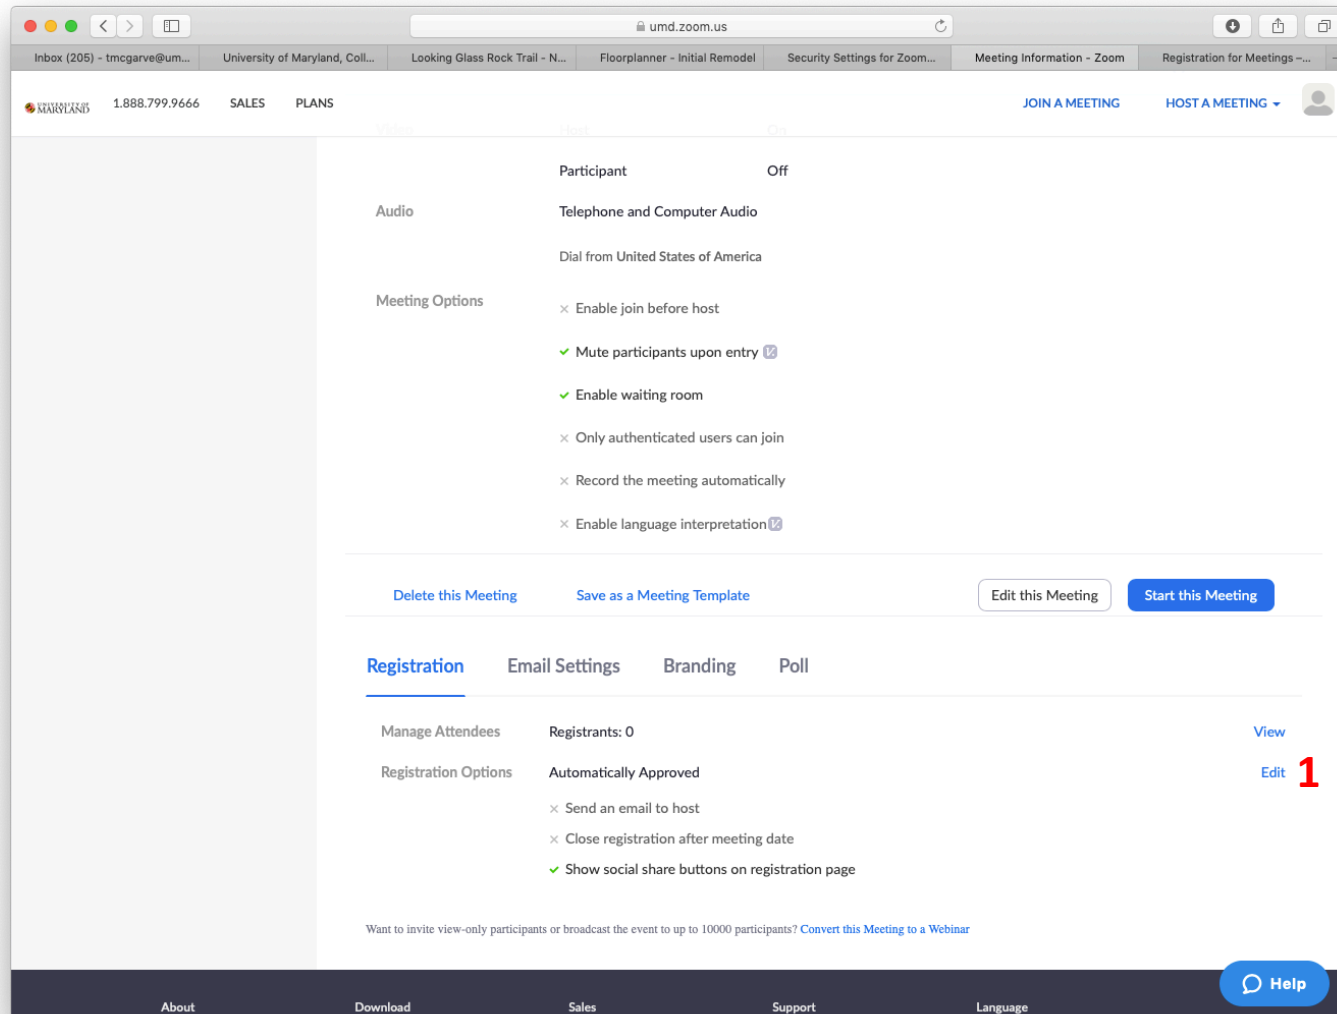 umd.zoom.us
Inbox (205) – tmcgarve@um... University of Maryland, Coll... Looking Glass Rock Trail - N... Floorplanner - Initial Remodel Security Settings for Zoom... Meeting Information - Zoom Registration for Meetings –...
UNIVERSITY OF
MARYLAND
1.888.799.9666 SALES PLANS JOIN A MEETING HOST A MEETING
Video Host On
Participant Off
Audio Telephone and Computer Audio
Dial from United States of America
Meeting Options
Enable join before host
Mute participants upon entry
Enable waiting room
Only authenticated users can join
Record the meeting automatically
Enable language interpretation
Delete this Meeting Save as a Meeting Template Edit this Meeting Start this Meeting
Registration Email Settings Branding Poll
Manage Attendees Registrants: 0 View
Registration Options Automatically Approved Edit 1
Send an email to host
Close registration after meeting date
Show social share buttons on registration page
Want to invite view-only participants or broadcast the event to up to 10000 participants? Convert this Meeting to a Webinar
Help
About Download Sales Support Language